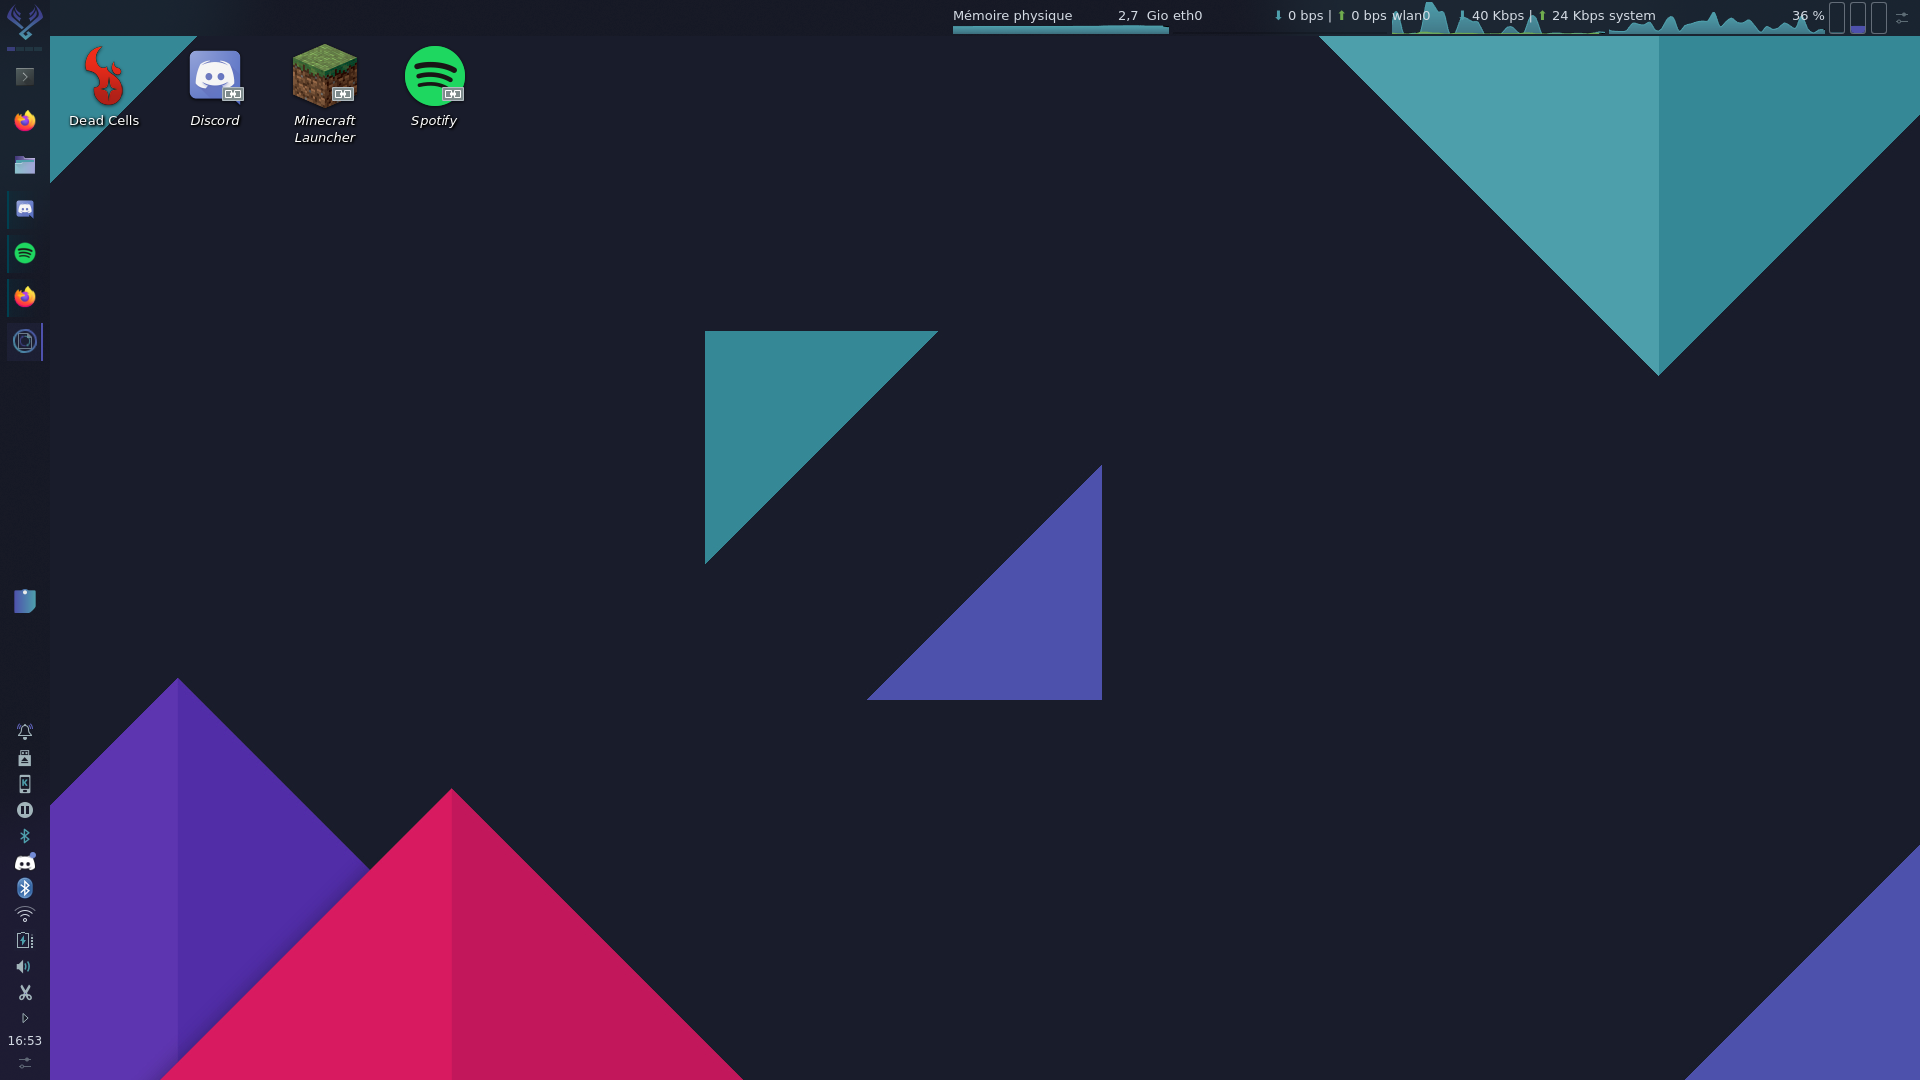 Mémoire physique 2,7 Gio eth0 ⬇ 0 bps | ⬆ 0 bps wlan0 ⬇ 40 Kbps | ⬆ 24 Kbps system 36 %
Dead Cells
Discord
Minecraft
Launcher
Spotify
16:53